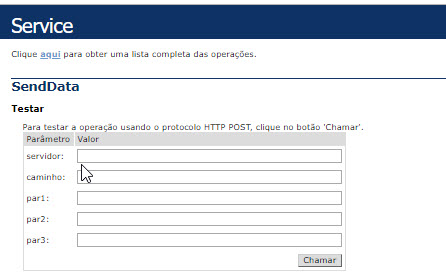 Service
Clique aqui para obter uma lista completa das operações.
SendData
Testar
Para testar a operação usando o protocolo HTTP POST, clique no botão 'Chamar'.
Parâmetro Valor
servidor:
caminho:
par1:
par2:
par3:
Chamar